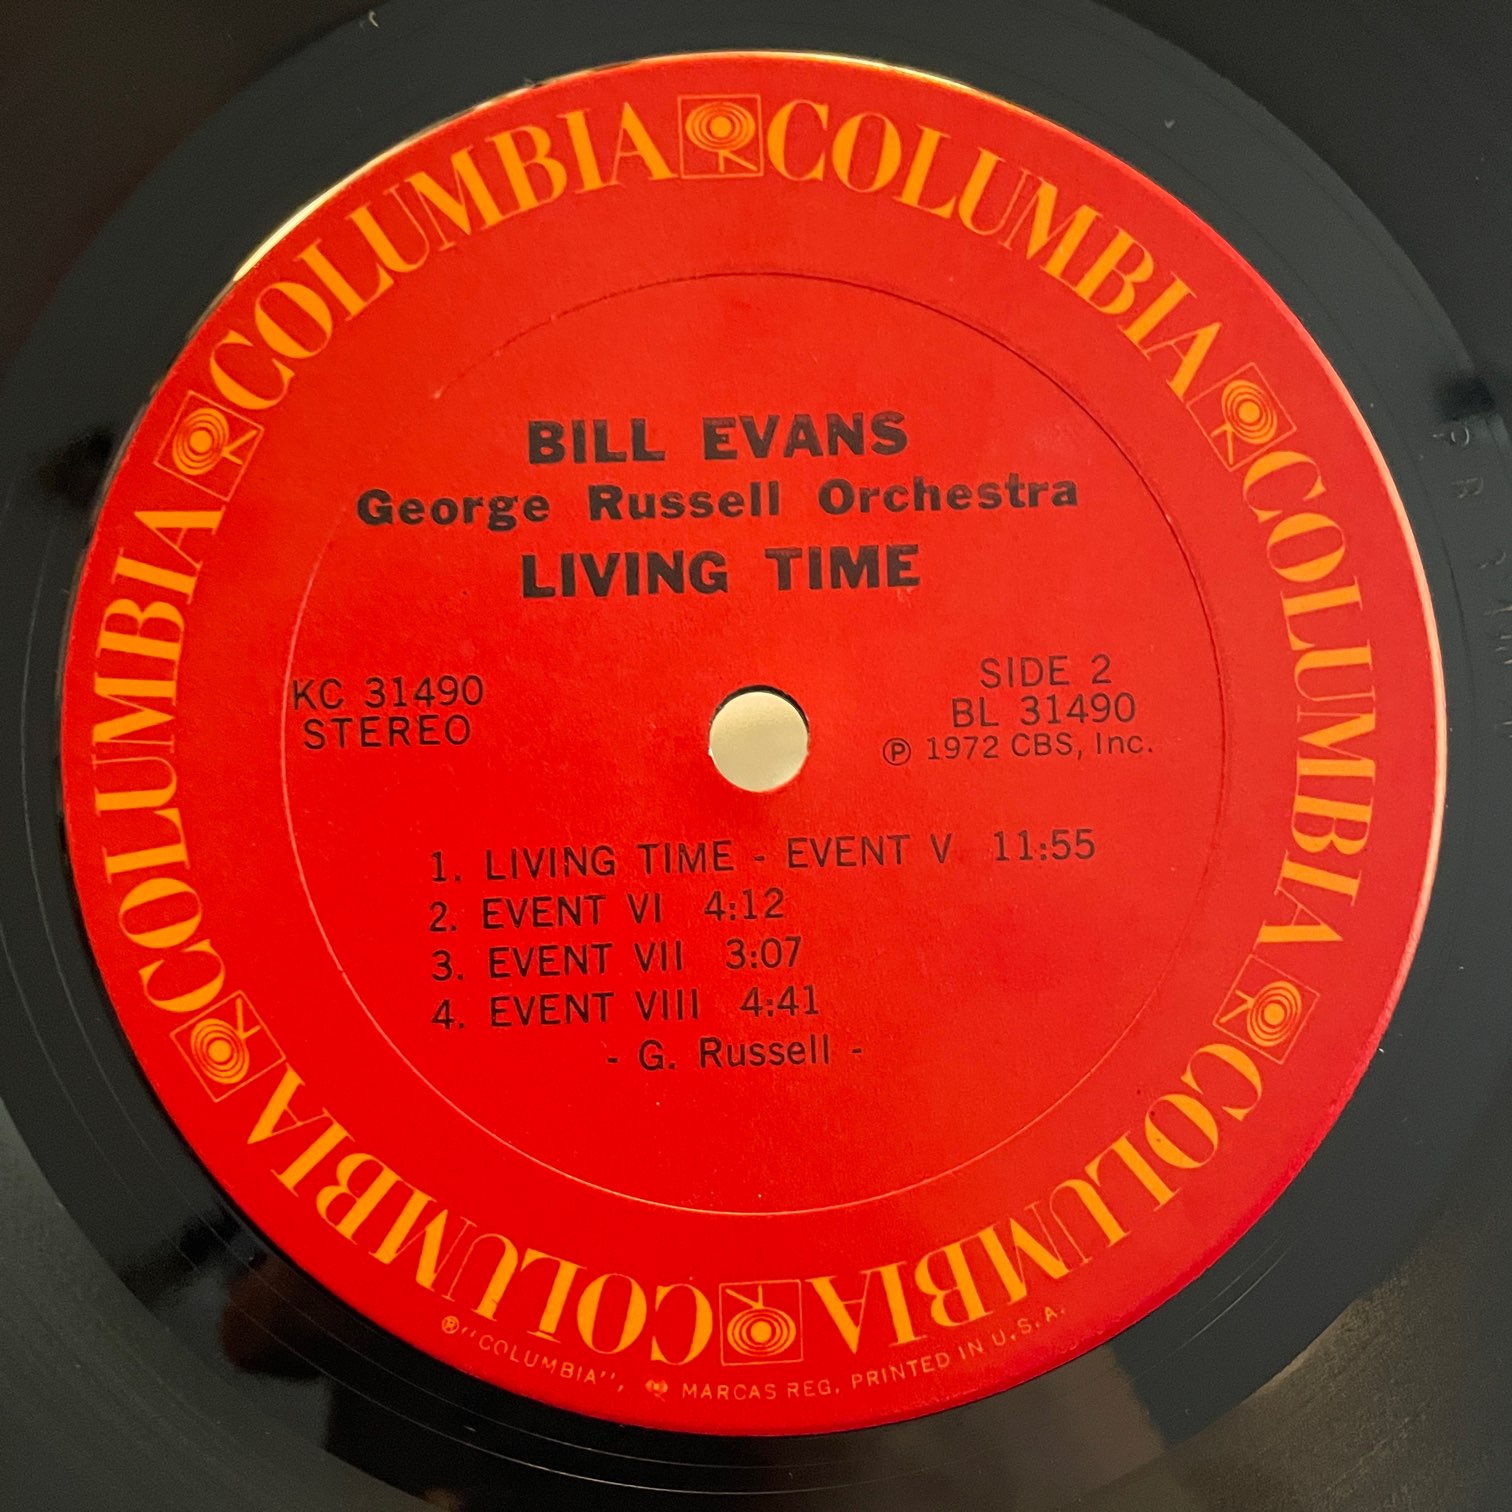 COLUMBIA COLUMBIA COLUMBIA COLUMBIA COLUMBIA COLUMBIA
BILL EVANS
George Russell Orchestra
LIVING TIME
KC 31490
STEREO
SIDE 2
BL 31490
Ⓟ 1972 CBS, Inc.
1. LIVING TIME - EVENT V 11:55
2. EVENT VI 4:12
3. EVENT VII 3:07
4. EVENT VIII 4:41
- G. Russell -
®"COLUMBIA", MARCAS REG. PRINTED IN U.S.A.